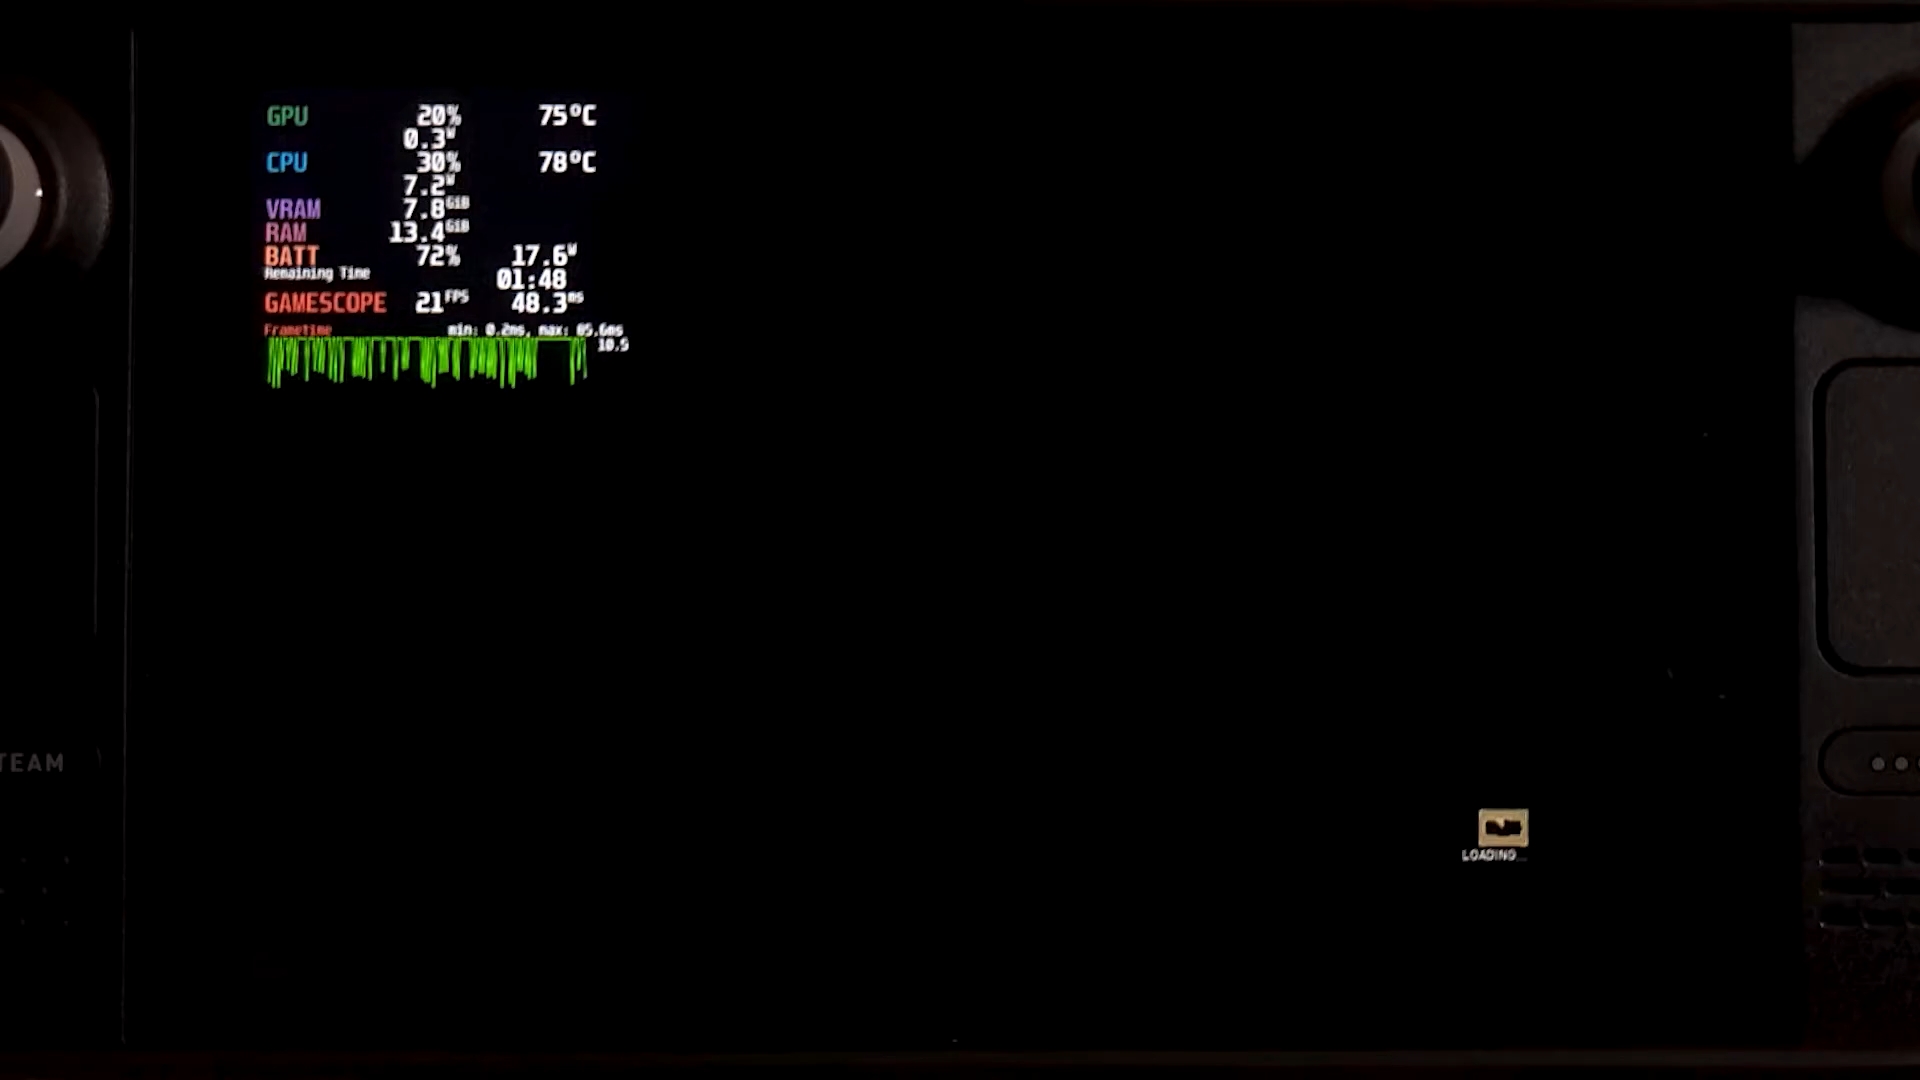 GPU 20% 75°C
0.3W
CPU 30% 78°C
7.2W
VRAM 7.8GiB
RAM 13.4GiB
BATT 72% 17.6W
Remaining Time 01:48
GAMESCOPE 21FPS 48.3ms
Frametime min: 0.2ms, max: 85.6ms
10.5
TEAM
LOADING...